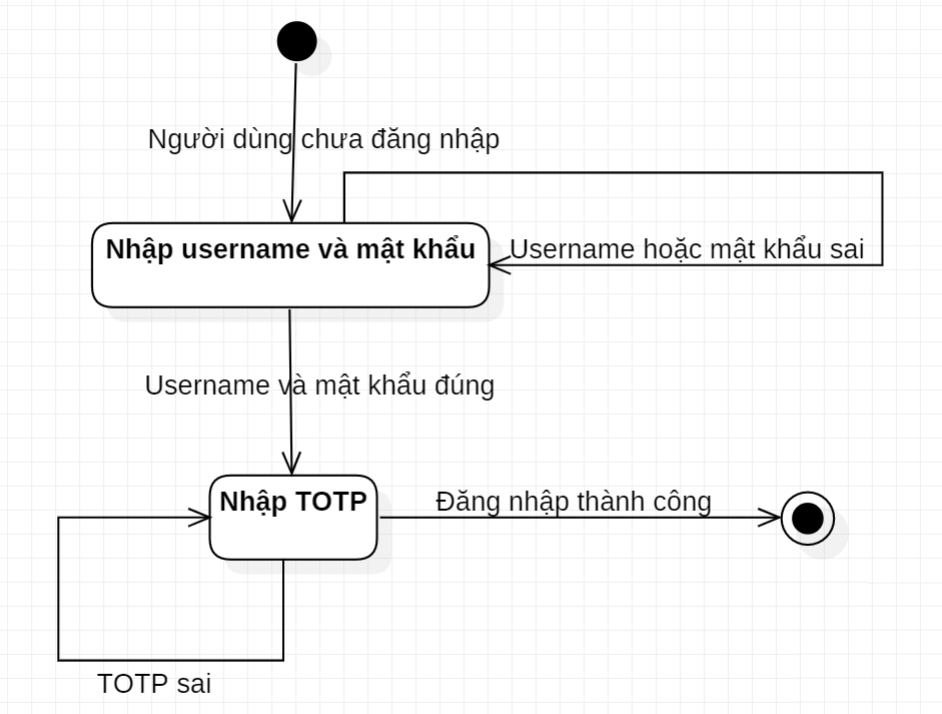 Người dùng chưa đăng nhập
Nhập username và mật khẩu
Username hoặc mật khẩu sai
Username và mật khẩu đúng
Nhập TOTP
Đăng nhập thành công
TOTP sai